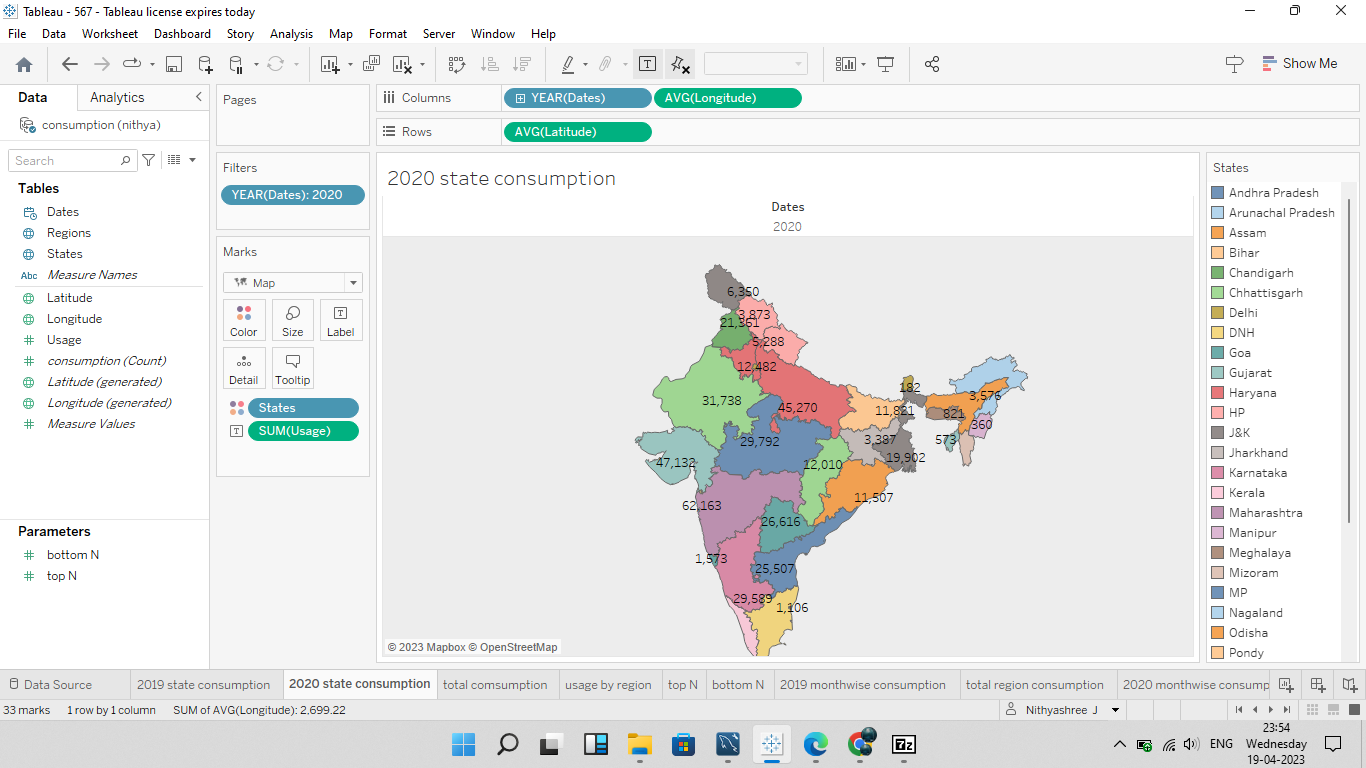 Tableau - 567 - Tableau license expires today
File Data Worksheet Dashboard Story Analysis Map Format Server Window Help
Show Me
Data Analytics
consumption (nithya)
Search
Tables
Dates
Regions
States
Abc Measure Names
Latitude
Longitude
Usage
consumption (Count)
Latitude (generated)
Longitude (generated)
Measure Values
Parameters
bottom N
top N
Pages
Filters
YEAR(Dates): 2020
Marks
Map
Color Size Label
Detail Tooltip
States
SUM(Usage)
Columns YEAR(Dates) AVG(Longitude)
Rows AVG(Latitude)
2020 state consumption
Dates
2020
6,350
3,873
21,361
5,288
12,482
182
3,576
31,738
45,270
11,821
821
360
29,792
3,387
573
47,132
12,010
19,902
62,163
11,507
26,616
1,573
25,507
29,589
1,106
© 2023 Mapbox © OpenStreetMap
States
Andhra Pradesh
Arunachal Pradesh
Assam
Bihar
Chandigarh
Chhattisgarh
Delhi
DNH
Goa
Gujarat
Haryana
HP
J&K
Jharkhand
Karnataka
Kerala
Maharashtra
Manipur
Meghalaya
Mizoram
MP
Nagaland
Odisha
Pondy
Data Source 2019 state consumption 2020 state consumption total comsumption usage by region top N bottom N 2019 monthwise consumption total region consumption 2020 monthwise consump
33 marks 1 row by 1 column SUM of AVG(Longitude): 2,699.22 Nithyashree J
ENG
23:54
Wednesday
19-04-2023